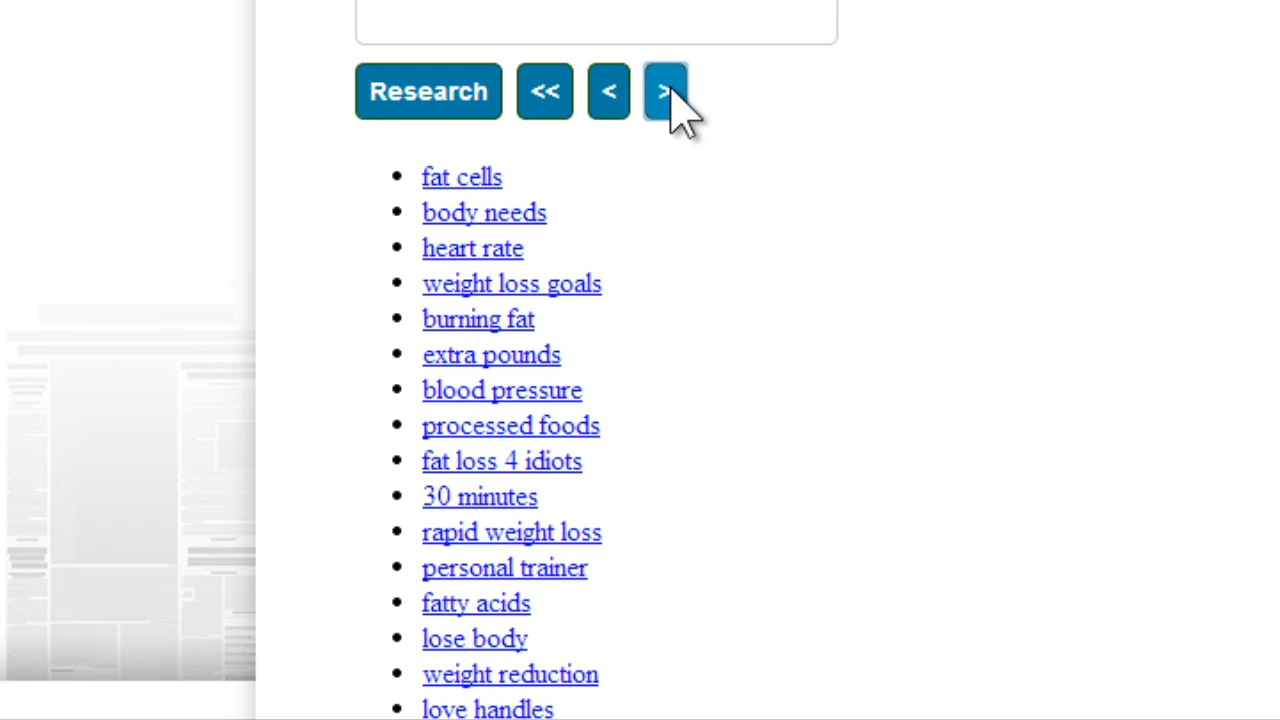 Research << < >
fat cells
body needs
heart rate
weight loss goals
burning fat
extra pounds
blood pressure
processed foods
fat loss 4 idiots
30 minutes
rapid weight loss
personal trainer
fatty acids
lose body
weight reduction
love handles